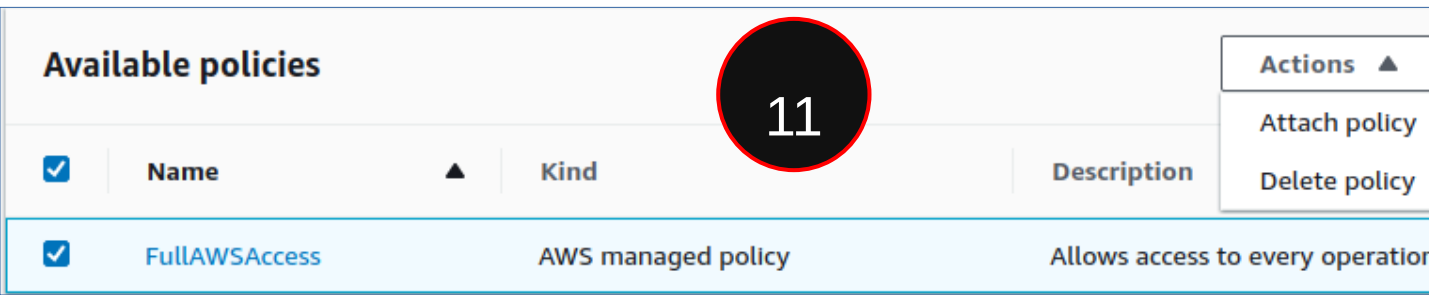 Available policies
Actions
11
Attach policy
Delete policy
Name
Kind
Description
FullAWSAccess
AWS managed policy
Allows access to every operation